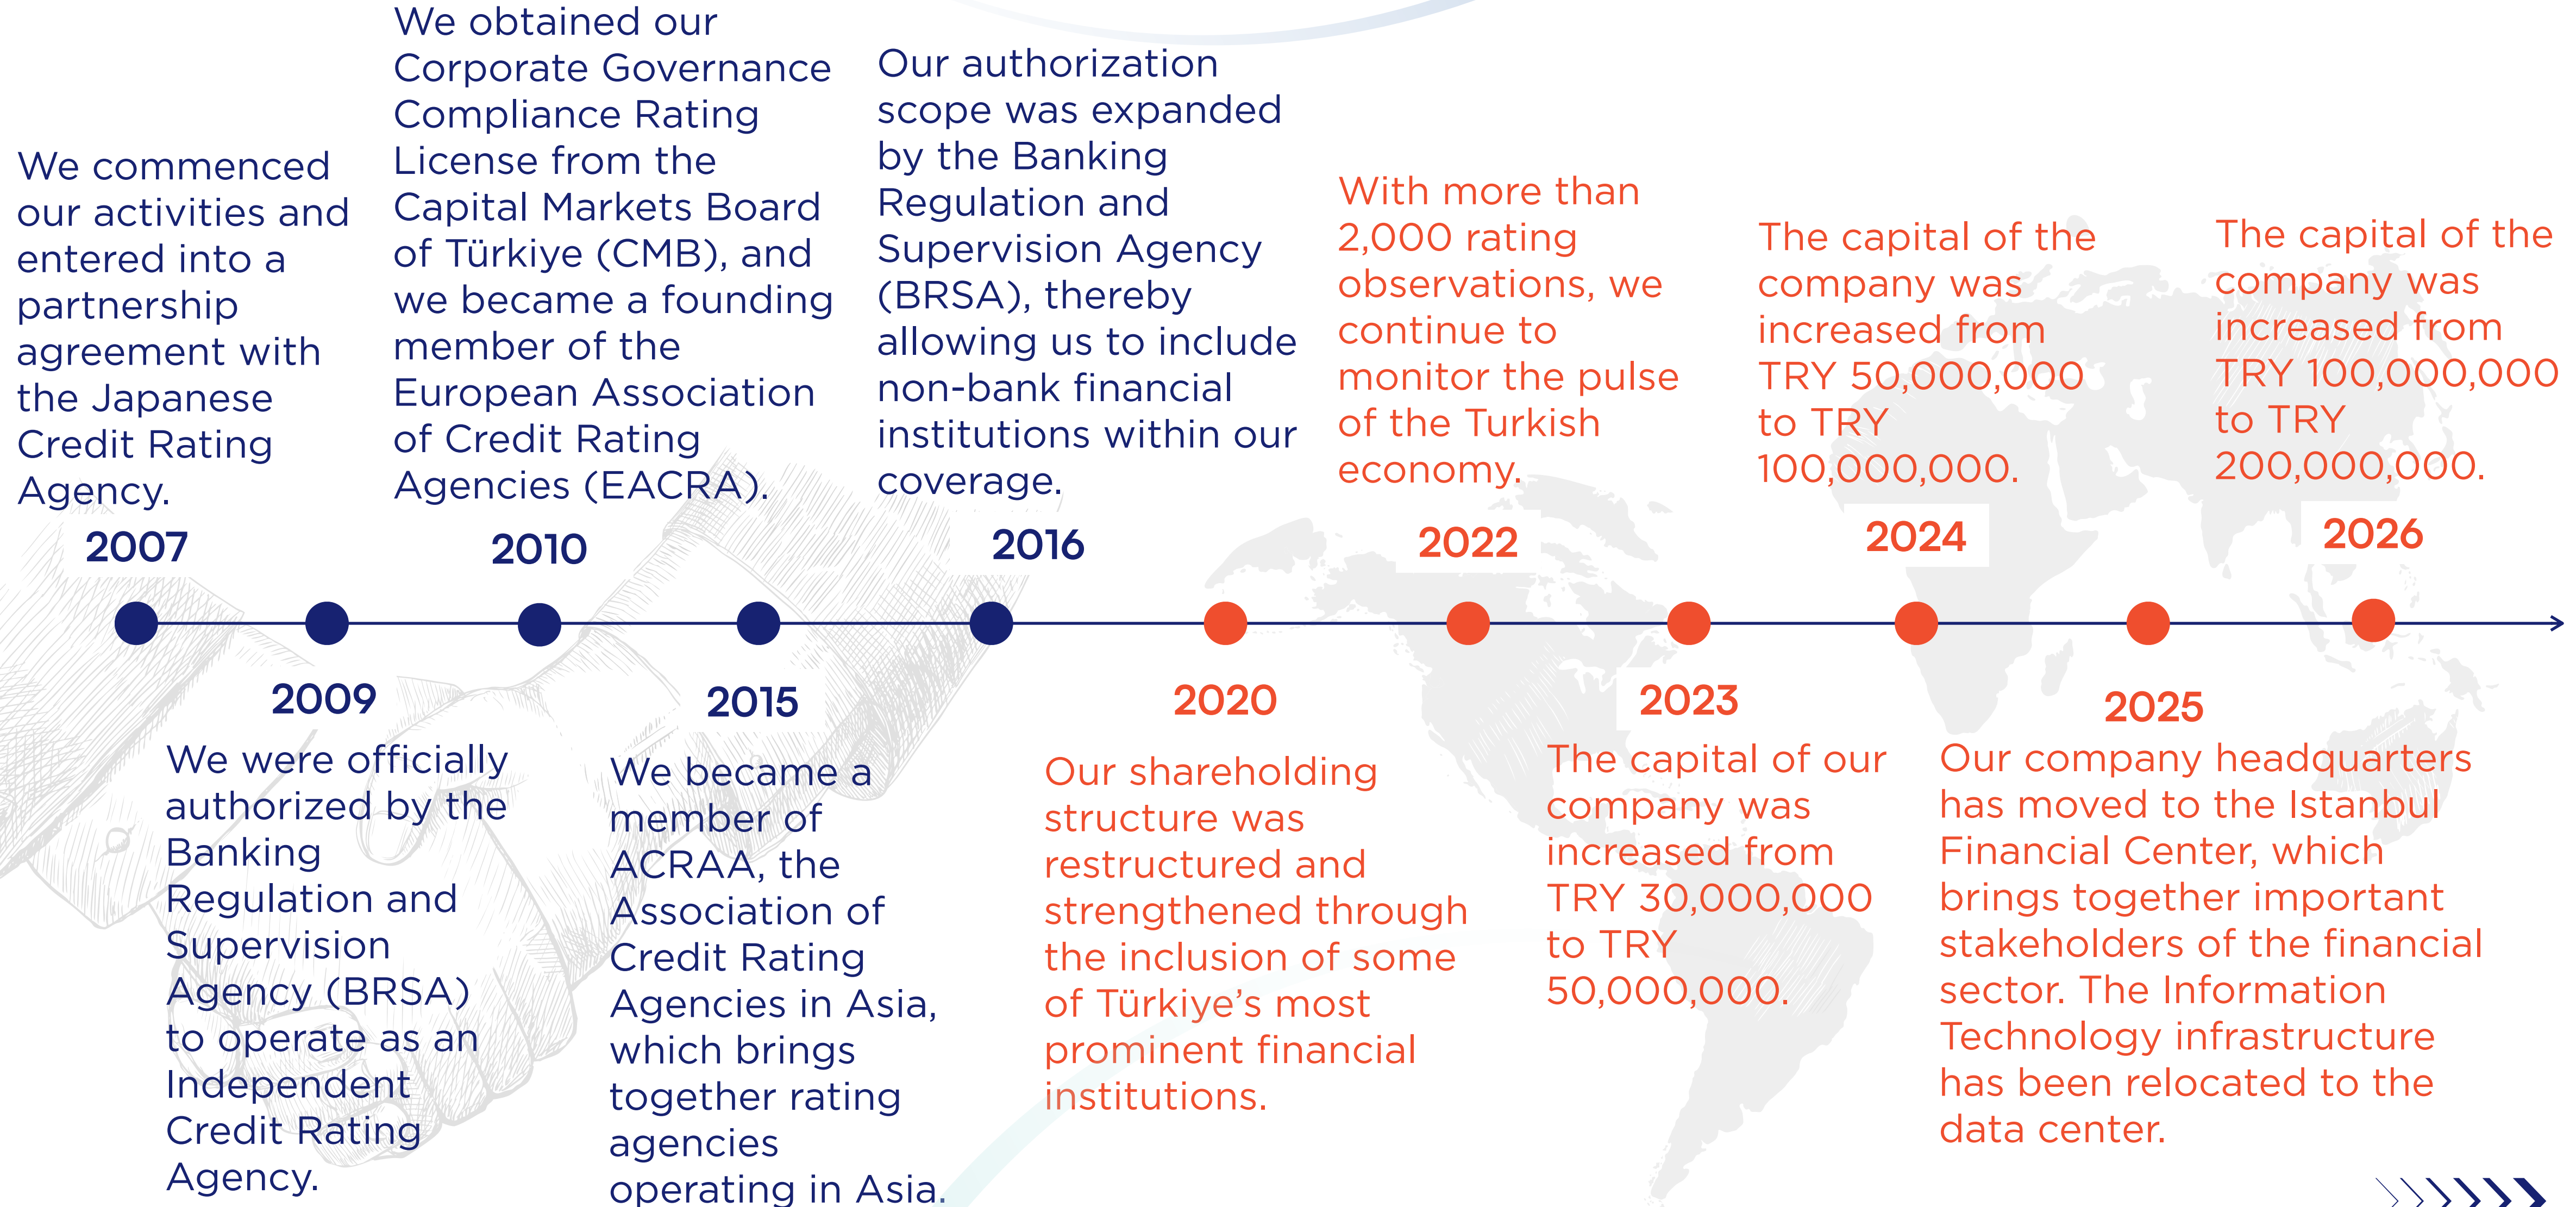 We commenced
our activities and
entered into a
partnership
agreement with
the Japanese
Credit Rating
Agency.
2007
2009
We were officially
authorized by the
Banking
Regulation and
Supervision
Agency (BRSA)
to operate as an
Independent
Credit Rating
Agency.
We obtained our
Corporate Governance
Compliance Rating
License from the
Capital Markets Board
of Türkiye (CMB), and
we became a founding
member of the
European Association
of Credit Rating
Agencies (EACRA).
2010
2015
We became a
member of
ACRAA, the
Association of
Credit Rating
Agencies in Asia,
which brings
together rating
agencies
operating in Asia.
Our authorization
scope was expanded
by the Banking
Regulation and
Supervision Agency
(BRSA), thereby
allowing us to include
non-bank financial
institutions within our
coverage.
2016
2020
Our shareholding
structure was
restructured and
strengthened through
the inclusion of some
of Türkiye’s most
prominent financial
institutions.
With more than
2,000 rating
observations, we
continue to
monitor the pulse
of the Turkish
economy.
2022
2023
The capital of our
company was
increased from
TRY 30,000,000
to TRY
50,000,000.
The capital of the
company was
increased from
TRY 50,000,000
to TRY
100,000,000.
2024
2025
Our company headquarters
has moved to the Istanbul
Financial Center, which
brings together important
stakeholders of the financial
sector. The Information
Technology infrastructure
has been relocated to the
data center.
The capital of the
company was
increased from
TRY 100,000,000
to TRY
200,000,000.
2026